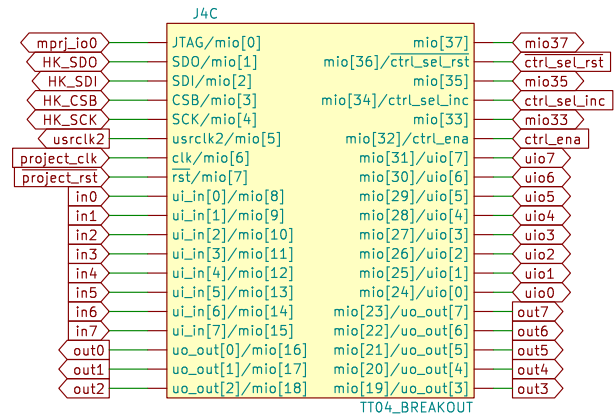 J4C
mprj_io0 JTAG/mio[0] mio[37] mio37
HK_SDO SDO/mio[1] mio[36]/ctrl_sel_rst ctrl_sel_rst
HK_SDI SDI/mio[2] mio[35] mio35
HK_CSB CSB/mio[3] mio[34]/ctrl_sel_inc ctrl_sel_inc
HK_SCK SCK/mio[4] mio[33] mio33
usrclk2 usrclk2/mio[5] mio[32]/ctrl_ena ctrl_ena
project_clk clk/mio[6] mio[31]/uio[7] uio7
project_rst rst/mio[7] mio[30]/uio[6] uio6
in0 ui_in[0]/mio[8] mio[29]/uio[5] uio5
in1 ui_in[1]/mio[9] mio[28]/uio[4] uio4
in2 ui_in[2]/mio[10] mio[27]/uio[3] uio3
in3 ui_in[3]/mio[11] mio[26]/uio[2] uio2
in4 ui_in[4]/mio[12] mio[25]/uio[1] uio1
in5 ui_in[5]/mio[13] mio[24]/uio[0] uio0
in6 ui_in[6]/mio[14] mio[23]/uo_out[7] out7
in7 ui_in[7]/mio[15] mio[22]/uo_out[6] out6
out0 uo_out[0]/mio[16] mio[21]/uo_out[5] out5
out1 uo_out[1]/mio[17] mio[20]/uo_out[4] out4
out2 uo_out[2]/mio[18] mio[19]/uo_out[3] out3
TT04_BREAKOUT